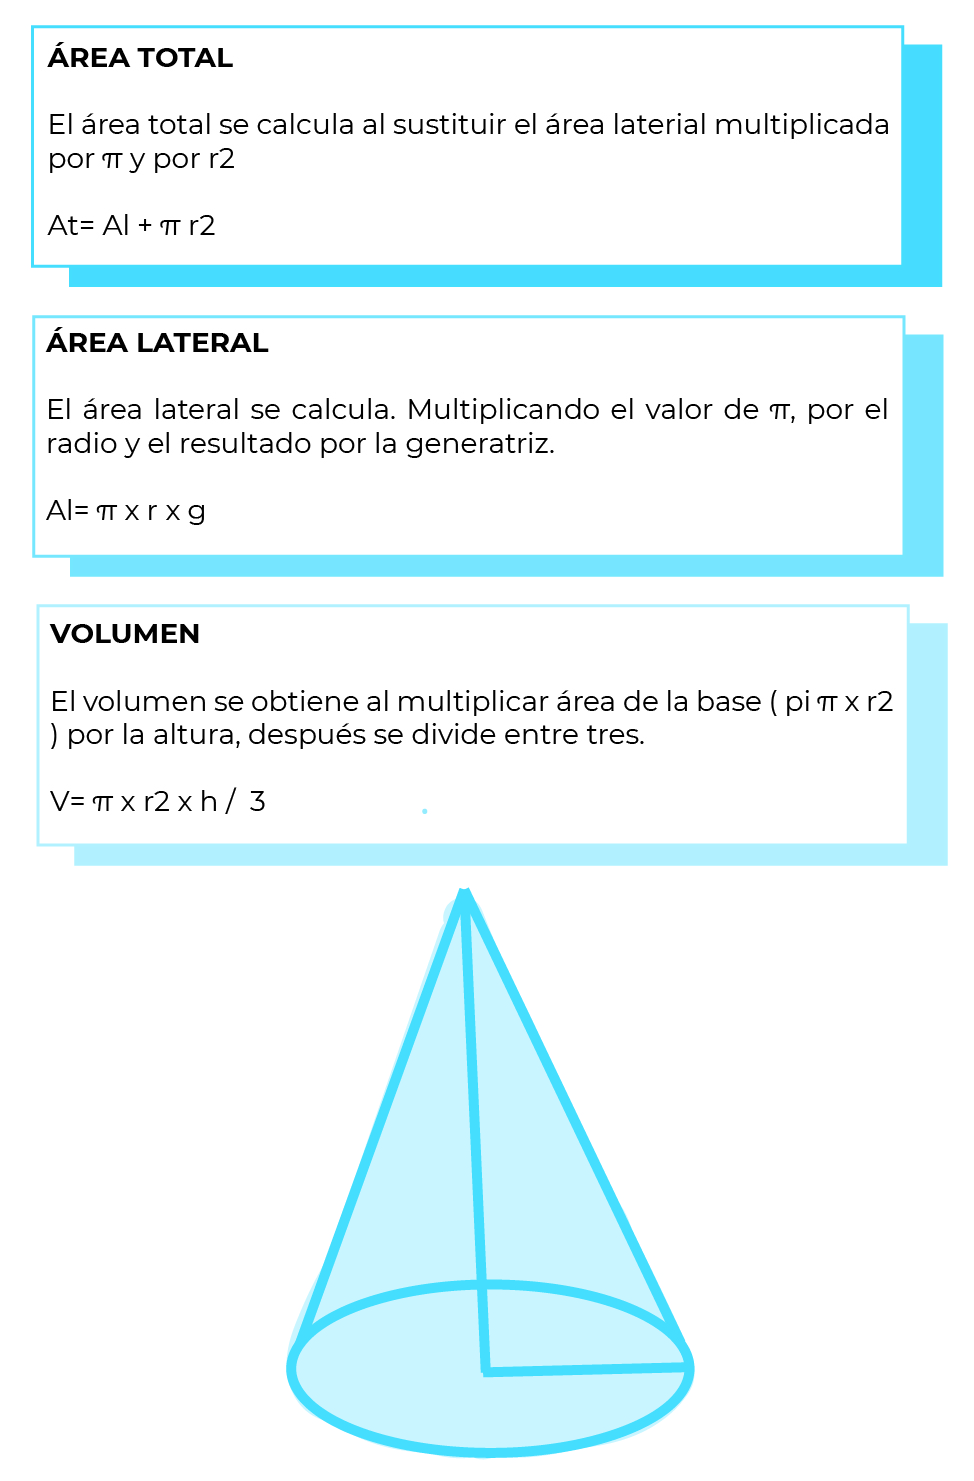 ÁREA TOTAL
El área total se calcula al sustituir el área laterial multiplicada
por π y por r2
At= Al + π r2
ÁREA LATERAL
El área lateral se calcula. Multiplicando el valor de π, por el
radio y el resultado por la generatriz.
Al= π x r x g
VOLUMEN
El volumen se obtiene al multiplicar área de la base ( pi π x r2
) por la altura, después se divide entre tres.
V= π x r2 x h / 3